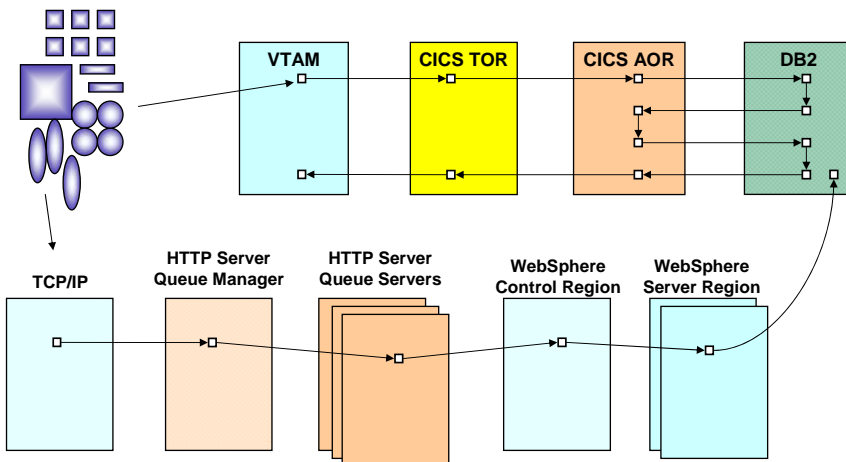 VTAM
CICS TOR
CICS AOR
DB2
TCP/IP
HTTP Server
Queue Manager
HTTP Server
Queue Servers
WebSphere
Control Region
WebSphere
Server Region